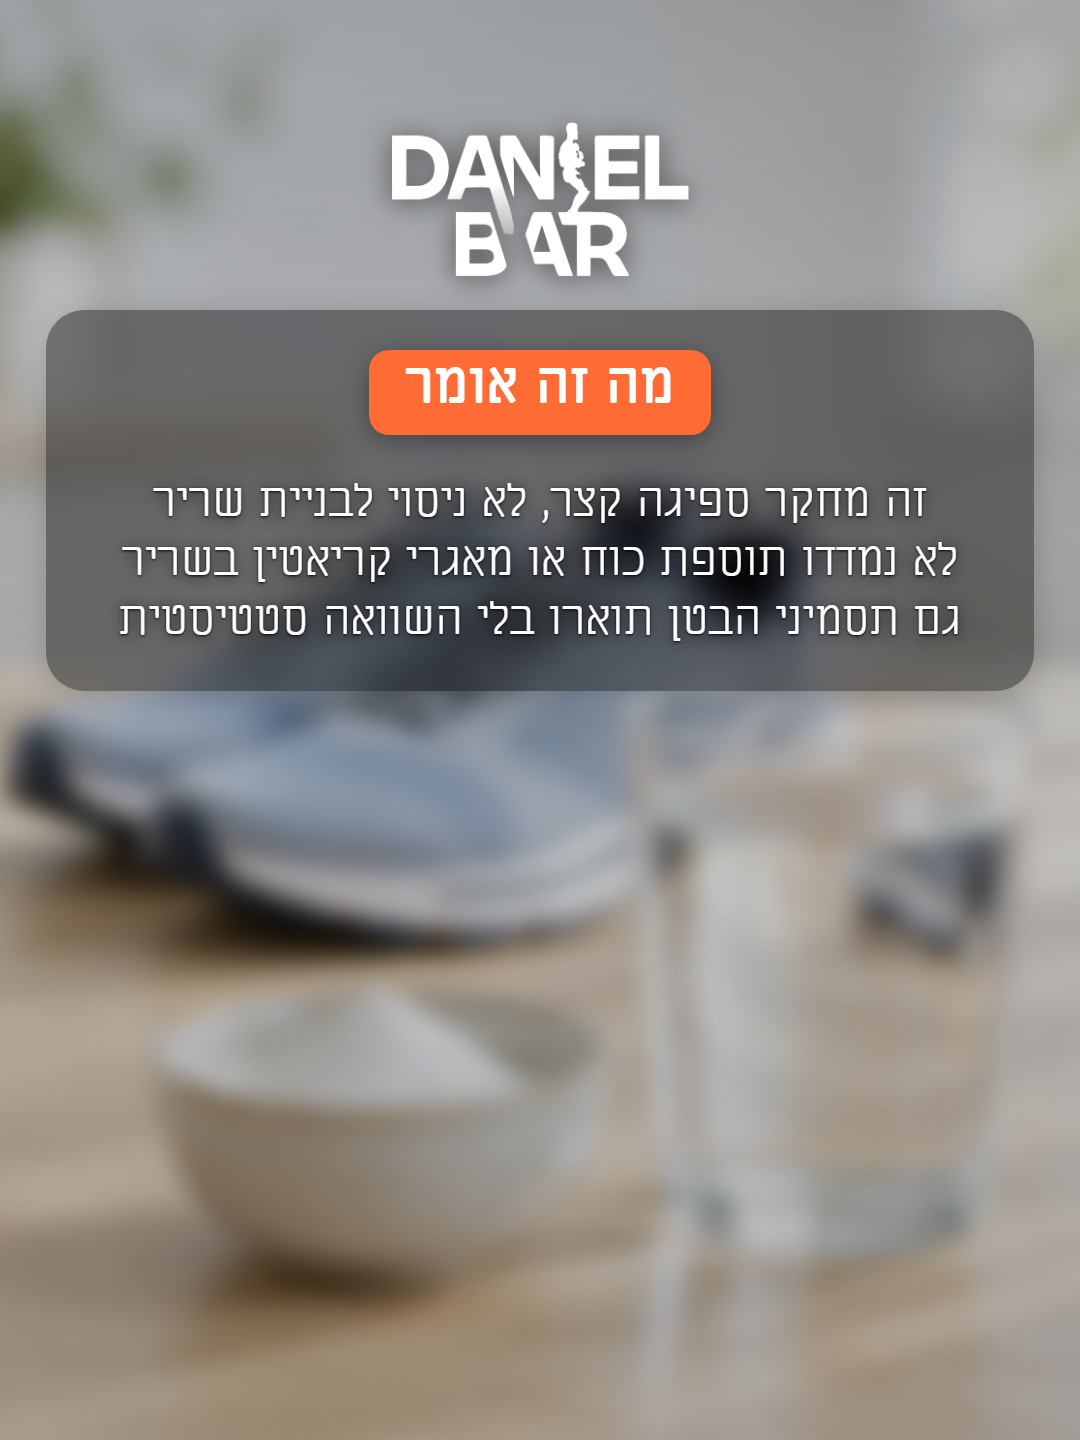 DANIEL
BAR
מה זה אומר
זה מחקר ספיגה קצר, לא ניסוי לבניית שריר
לא נמדדו תוספת כוח או מאגרי קריאטין בשריר
גם תסמיני הבטן תוארו בלי השוואה סטטיסטית